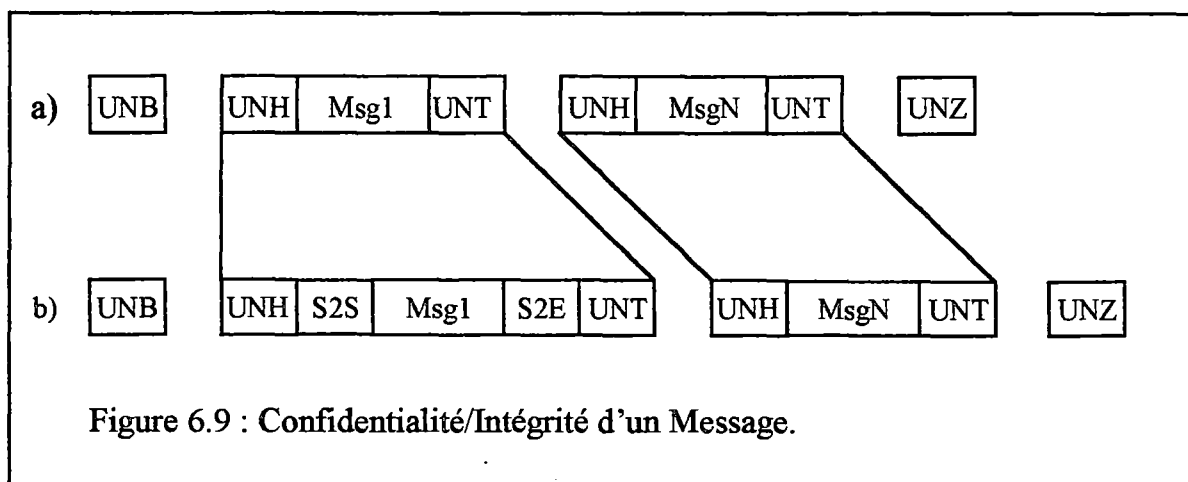 a) UNB UNH Msg1 UNT UNH MsgN UNT UNZ
b) UNB UNH S2S Msg1 S2E UNT UNH MsgN UNT UNZ
Figure 6.9 : Confidentialité/Intégrité d'un Message.